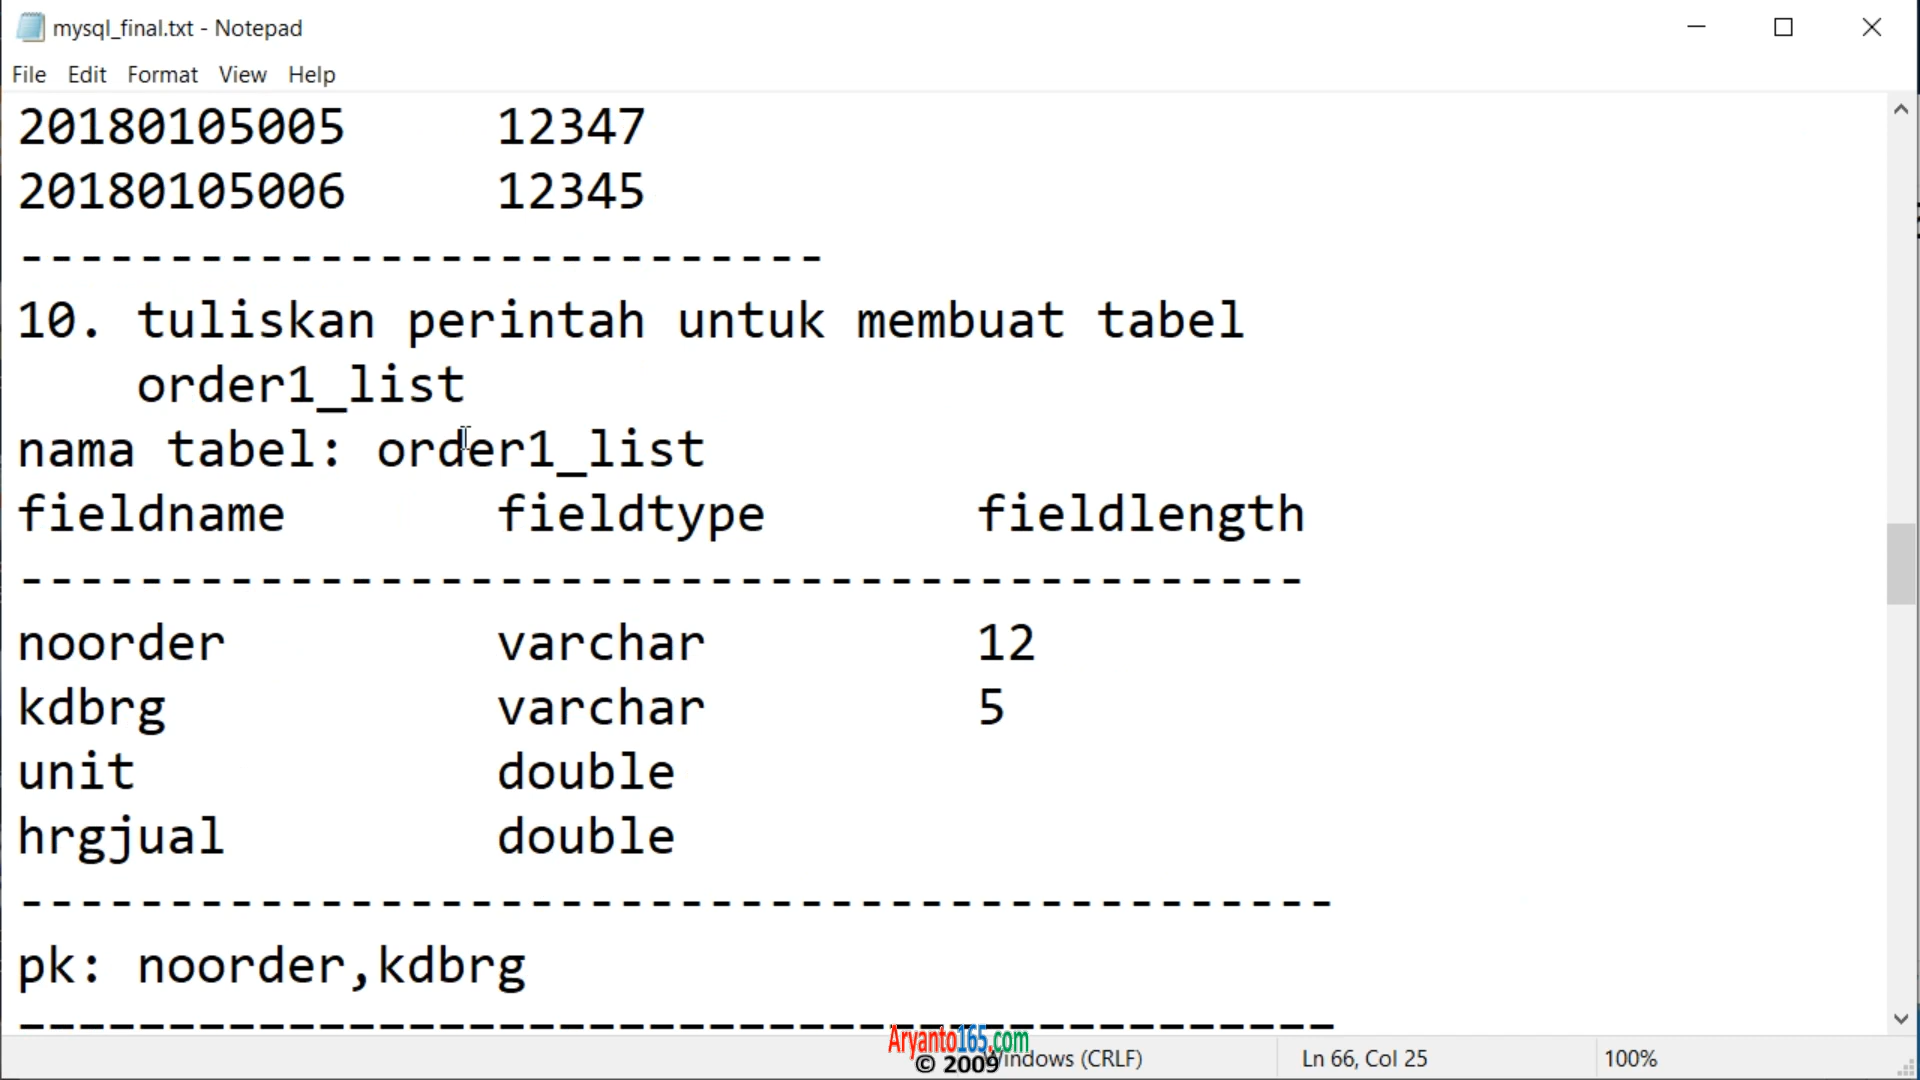 mysql_final.txt - Notepad
File Edit Format View Help
20180105005 12347
20180105006 12345
---------------------------
10. tuliskan perintah untuk membuat tabel
order1_list
nama tabel: order1_list
fieldname fieldtype fieldlength
-------------------------------------------
noorder varchar 12
kdbrg varchar 5
unit double
hrgjual double
--------------------------------------------
pk: noorder,kdbrg
--------------------------------------------
Aryanto165.com
© 2009
Windows (CRLF) Ln 66, Col 25 100%